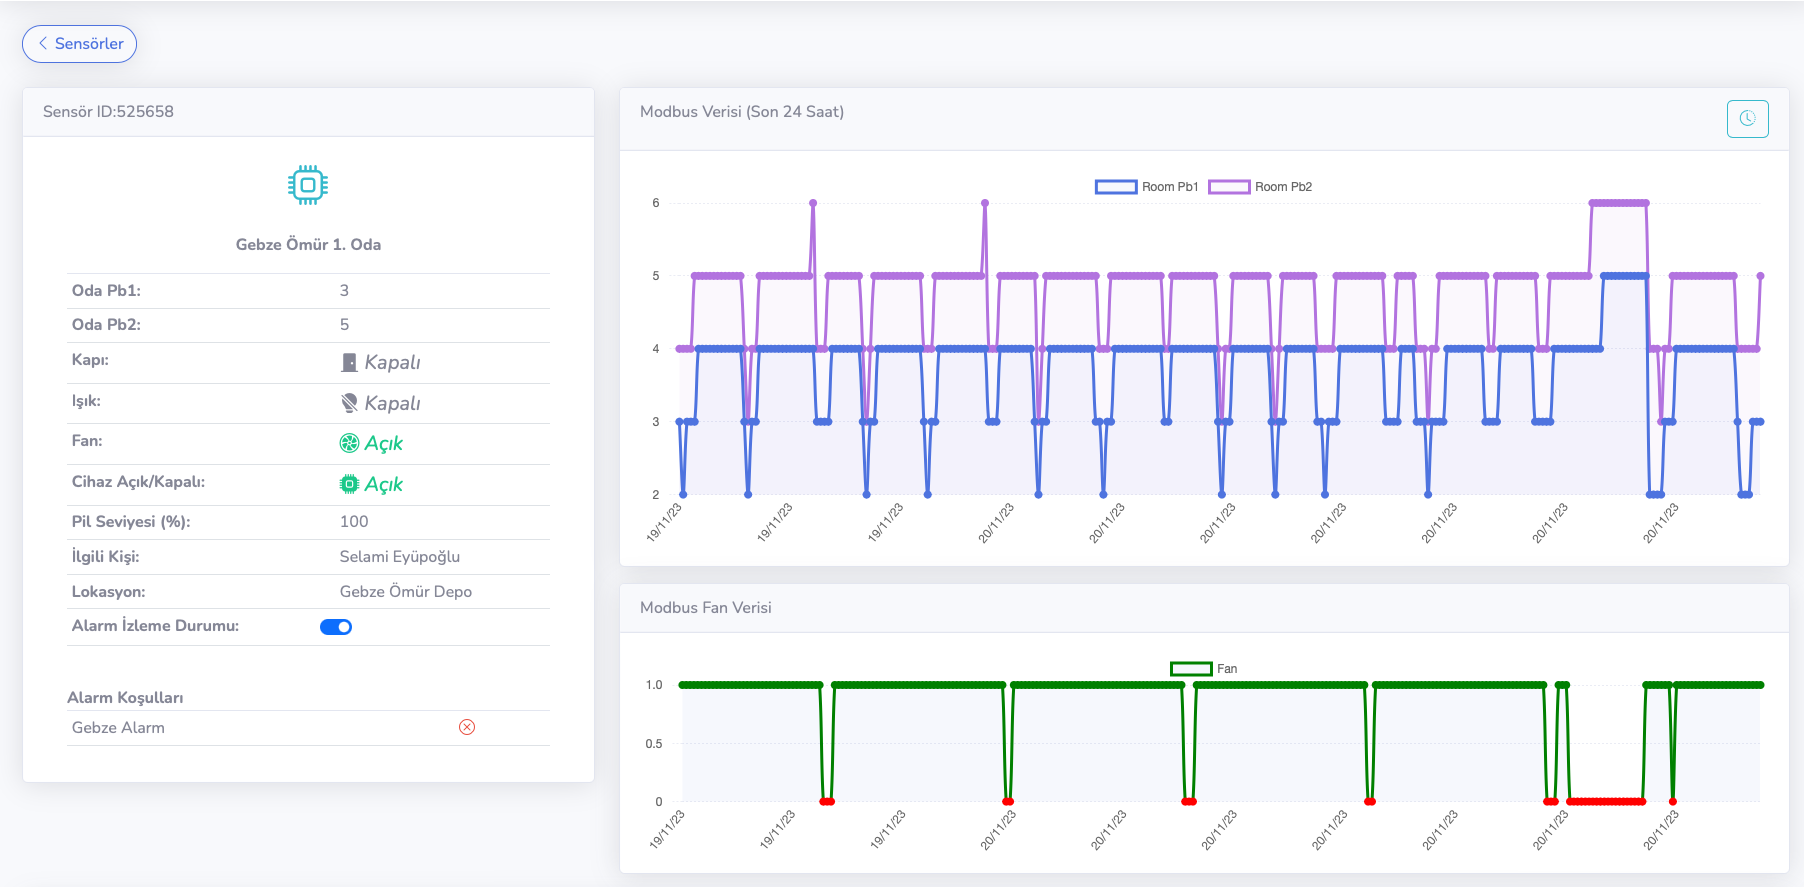 Sensörler
Sensör ID:525658
Gebze Ömür 1. Oda
Oda Pb1: 3
Oda Pb2: 5
Kapı: Kapalı
Işık: Kapalı
Fan: Açık
Cihaz Açık/Kapalı: Açık
Pil Seviyesi (%): 100
İlgili Kişi: Selami Eyüpoğlu
Lokasyon: Gebze Ömür Depo
Alarm İzleme Durumu:
Alarm Koşulları
Gebze Alarm
Modbus Verisi (Son 24 Saat)
Room Pb1 Room Pb2
6
5
4
3
2
19/11/23 19/11/23 19/11/23 20/11/23 20/11/23 20/11/23 20/11/23 20/11/23 20/11/23 20/11/23
Modbus Fan Verisi
Fan
1.0
0.5
0
19/11/23 19/11/23 19/11/23 20/11/23 20/11/23 20/11/23 20/11/23 20/11/23 20/11/23 20/11/23